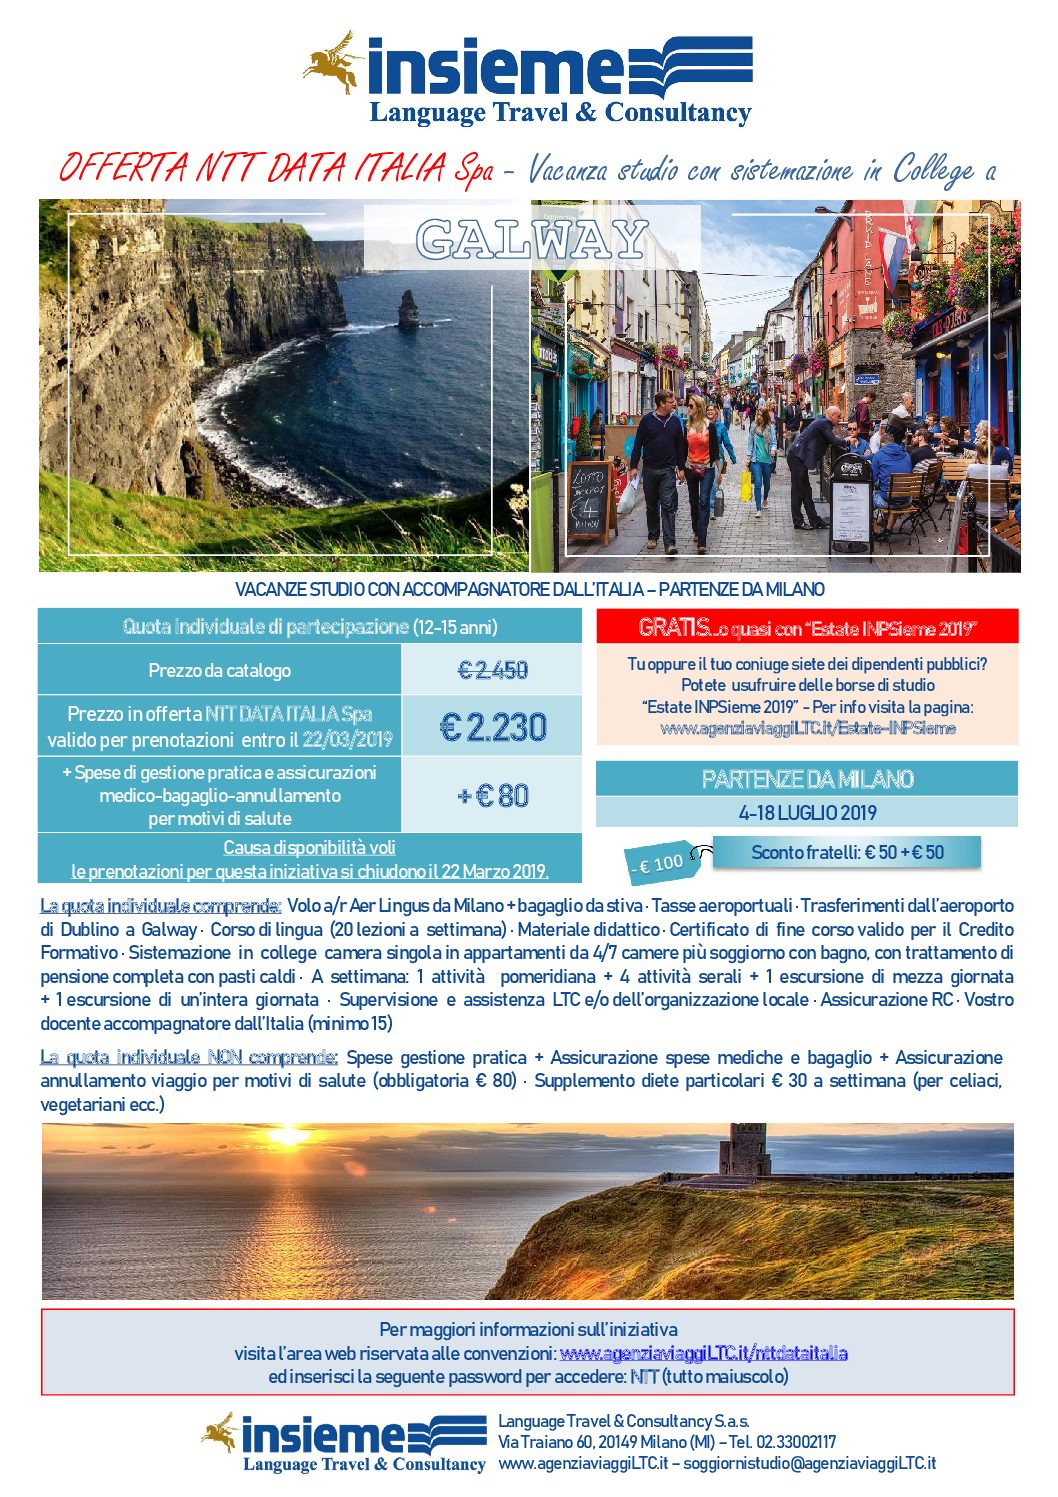 insieme
Language Travel & Consultancy
OFFERTA NTT DATA ITALIA Spa - Vacanza studio con sistemazione in College a
GALWAY
LOTTO
JACKPOT
€4
VACANZE STUDIO CON ACCOMPAGNATORE DALL'ITALIA – PARTENZE DA MILANO
Quota individuale di partecipazione (12-15 anni)
Prezzo da catalogo
€ 2.450
Prezzo in offerta NTT DATA ITALIA Spa
valido per prenotazioni entro il 22/03/2019
€ 2.230
+ Spese di gestione pratica e assicurazioni
medico-bagaglio-annullamento
per motivi di salute
+ € 80
Causa disponibilità voli
le prenotazioni per questa iniziativa si chiudono il 22 Marzo 2019.
GRATIS...o quasi con “Estate INPSieme 2019”
Tu oppure il tuo coniuge siete dei dipendenti pubblici?
Potete usufruire delle borse di studio
“Estate INPSieme 2019” - Per info visita la pagina:
www.agenziaviaggiLTC.it/Estate-INPSieme
PARTENZE DA MILANO
4-18 LUGLIO 2019
- € 100
Sconto fratelli: € 50 + € 50
La quota individuale comprende: Volo a/r Aer Lingus da Milano + bagaglio da stiva · Tasse aeroportuali · Trasferimenti dall'aeroporto
di Dublino a Galway · Corso di lingua (20 lezioni a settimana) · Materiale didattico · Certificato di fine corso valido per il Credito
Formativo · Sistemazione in college camera singola in appartamenti da 4/7 camere più soggiorno con bagno, con trattamento di
pensione completa con pasti caldi · A settimana: 1 attività pomeridiana + 4 attività serali + 1 escursione di mezza giornata
+ 1 escursione di un'intera giornata · Supervisione e assistenza LTC e/o dell'organizzazione locale · Assicurazione RC · Vostro
docente accompagnatore dall'Italia (minimo 15)
La quota individuale NON comprende: Spese gestione pratica + Assicurazione spese mediche e bagaglio + Assicurazione
annullamento viaggio per motivi di salute (obbligatoria € 80) · Supplemento diete particolari € 30 a settimana (per celiaci,
vegetariani ecc.)
Per maggiori informazioni sull'iniziativa
visita l'area web riservata alle convenzioni: www.agenziaviaggiLTC.it/nttdataitalia
ed inserisci la seguente password per accedere: NTT (tutto maiuscolo)
insieme
Language Travel & Consultancy
Language Travel & Consultancy S.a.s.
Via Traiano 60, 20149 Milano (MI) – Tel. 02.33002117
www.agenziaviaggiLTC.it – soggiornistudio@agenziaviaggiLTC.it